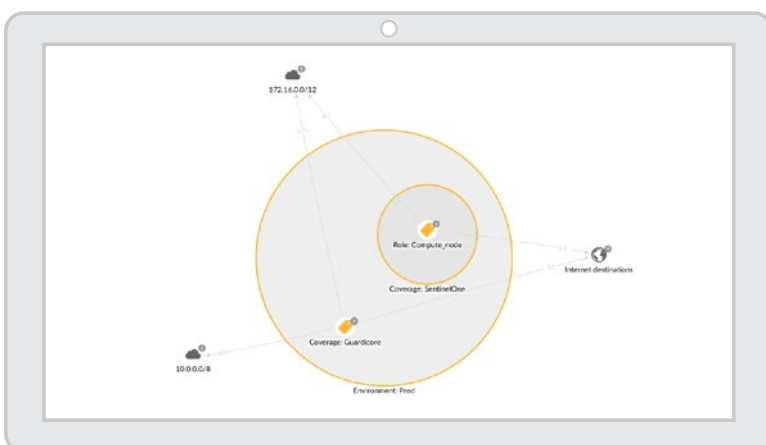 172.16.0.0/12
Role: Compute_node
Internet destinations
Coverage: SentinelOne
Coverage: Guardicore
10.0.0.0/8
Environment: Prod